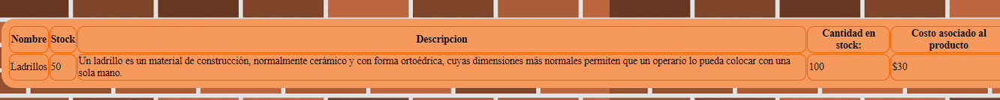 Nombre Stock Descripcion Cantidad en stock: Costo asociado al producto
Ladrillos 50 Un ladrillo es un material de construcción, normalmente cerámico y con forma ortoédrica, cuyas dimensiones más normales permiten que un operario lo pueda colocar con una
sola mano. 100 $30